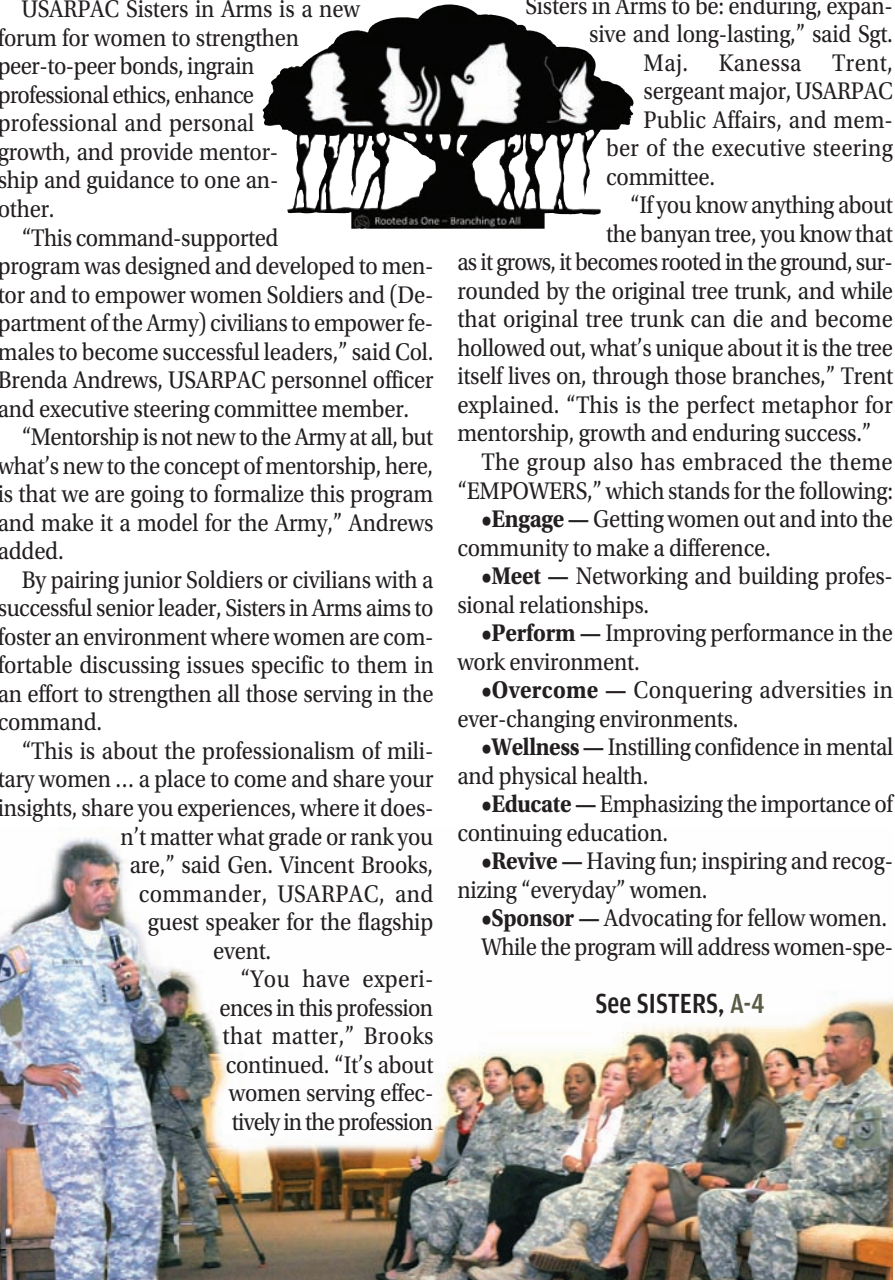 USARPAC Sisters in Arms is a new
forum for women to strengthen
peer-to-peer bonds, ingrain
professional ethics, enhance
professional and personal
growth, and provide mentor-
ship and guidance to one an-
other.
“This command-supported
program was designed and developed to men-
tor and to empower women Soldiers and (De-
partment of the Army) civilians to empower fe-
males to become successful leaders,” said Col.
Brenda Andrews, USARPAC personnel officer
and executive steering committee member.
“Mentorship is not new to the Army at all, but
what’s new to the concept of mentorship, here,
is that we are going to formalize this program
and make it a model for the Army,” Andrews
added.
By pairing junior Soldiers or civilians with a
successful senior leader, Sisters in Arms aims to
foster an environment where women are com-
fortable discussing issues specific to them in
an effort to strengthen all those serving in the
command.
“This is about the professionalism of mili-
tary women ... a place to come and share your
insights, share you experiences, where it does-
n’t matter what grade or rank you
are,” said Gen. Vincent Brooks,
commander, USARPAC, and
guest speaker for the flagship
event.
“You have experi-
ences in this profession
that matter,” Brooks
continued. “It’s about
women serving effec-
tively in the profession
Rooted as One – Branching to All
Sisters in Arms to be: enduring, expan-
sive and long-lasting,” said Sgt.
Maj. Kanessa Trent,
sergeant major, USARPAC
Public Affairs, and mem-
ber of the executive steering
committee.
“If you know anything about
the banyan tree, you know that
as it grows, it becomes rooted in the ground, sur-
rounded by the original tree trunk, and while
that original tree trunk can die and become
hollowed out, what’s unique about it is the tree
itself lives on, through those branches,” Trent
explained. “This is the perfect metaphor for
mentorship, growth and enduring success.”
The group also has embraced the theme
“EMPOWERS,” which stands for the following:
•Engage — Getting women out and into the
community to make a difference.
•Meet — Networking and building profes-
sional relationships.
•Perform — Improving performance in the
work environment.
•Overcome — Conquering adversities in
ever-changing environments.
•Wellness — Instilling confidence in mental
and physical health.
•Educate — Emphasizing the importance of
continuing education.
•Revive — Having fun; inspiring and recog-
nizing “everyday” women.
•Sponsor — Advocating for fellow women.
While the program will address women-spe-
See SISTERS, A-4